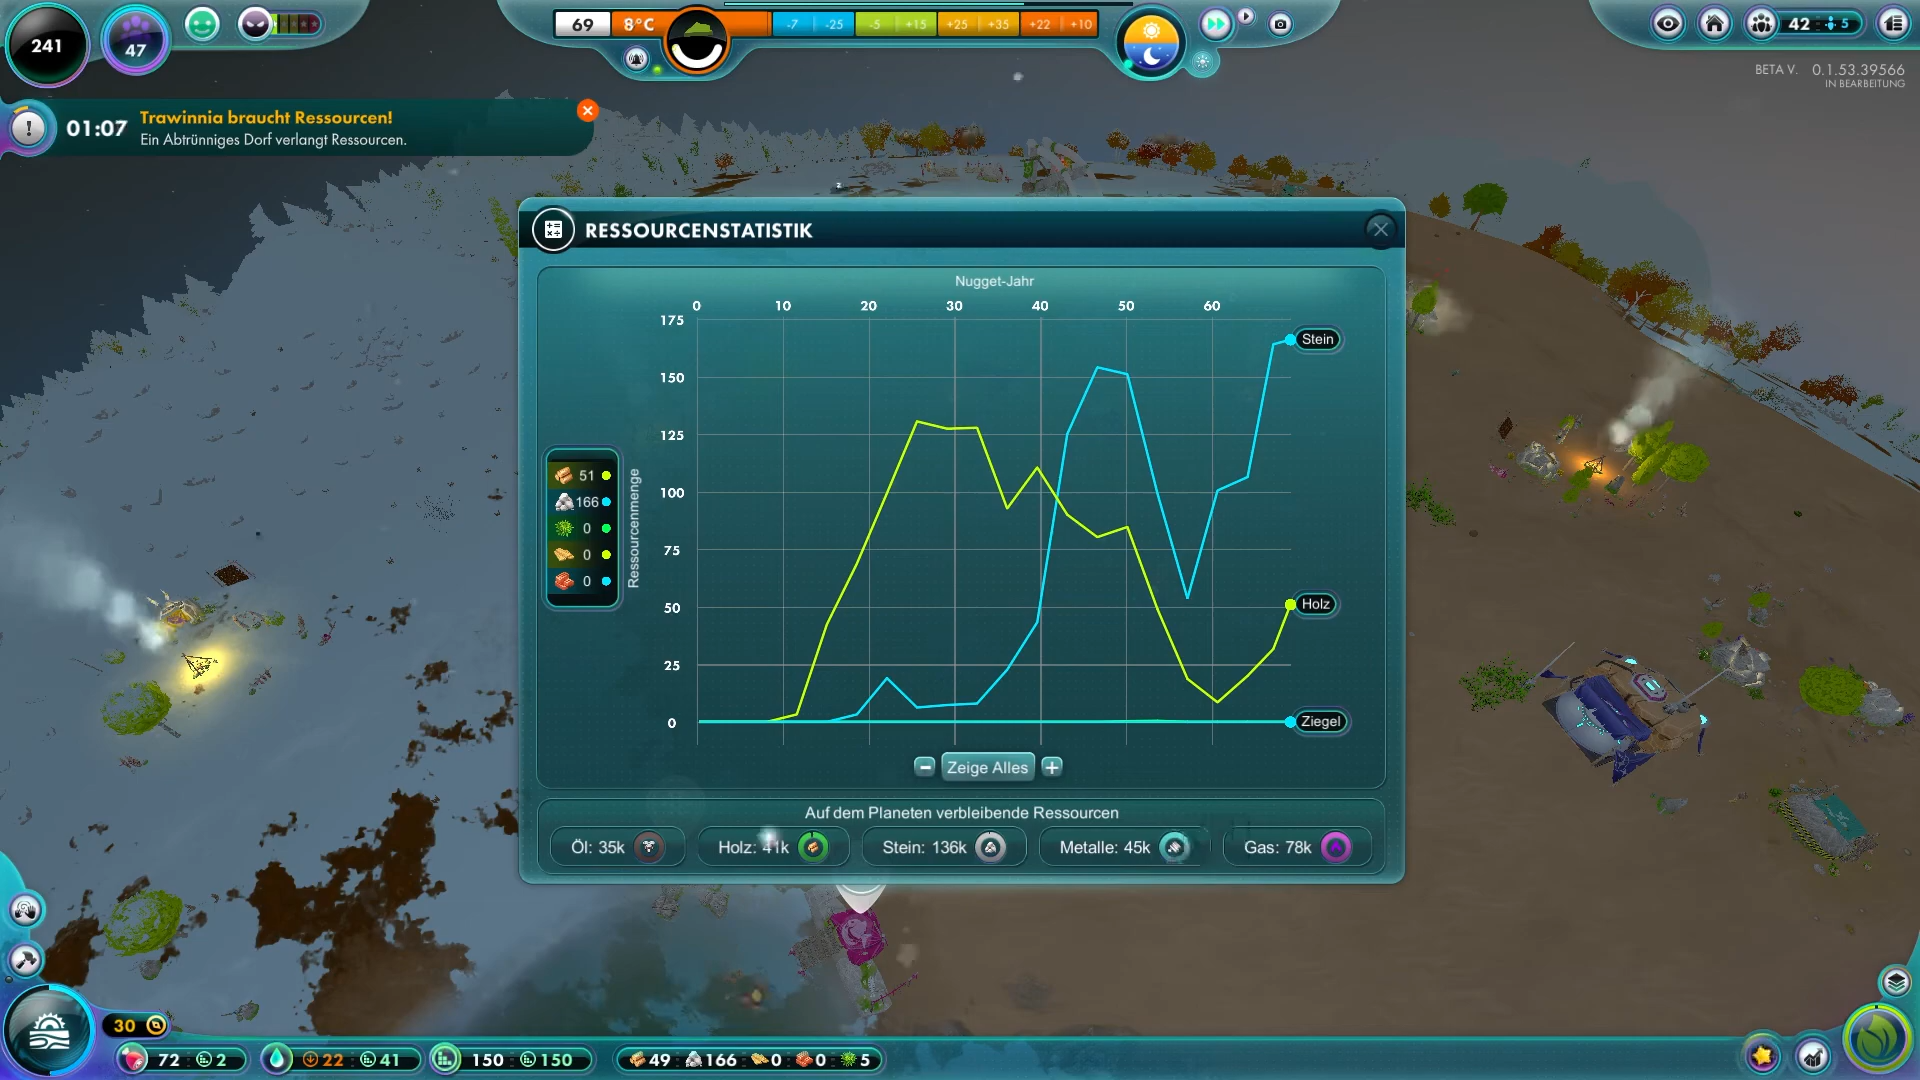 241
47
69
8°C
-7
-25
-5
+15
+25
+35
+22
+10
42
5
BETA V. 0.1.53.39566
IN BEARBEITUNG
01:07
Trawinnia braucht Ressourcen!
Ein Abtrünniges Dorf verlangt Ressourcen.
RESSOURCENSTATISTIK
Nugget-Jahr
0 10 20 30 40 50 60
175
150
125
100
75
50
25
0
Ressourcenmenge
51
166
0
0
0
Stein
Holz
Ziegel
Zeige Alles
Auf dem Planeten verbleibende Ressourcen
Öl: 35k
Holz: 41k
Stein: 136k
Metalle: 45k
Gas: 78k
30
72 : 2
22 : 41
150 : 150
49 : 166 : 0 : 0 : 5